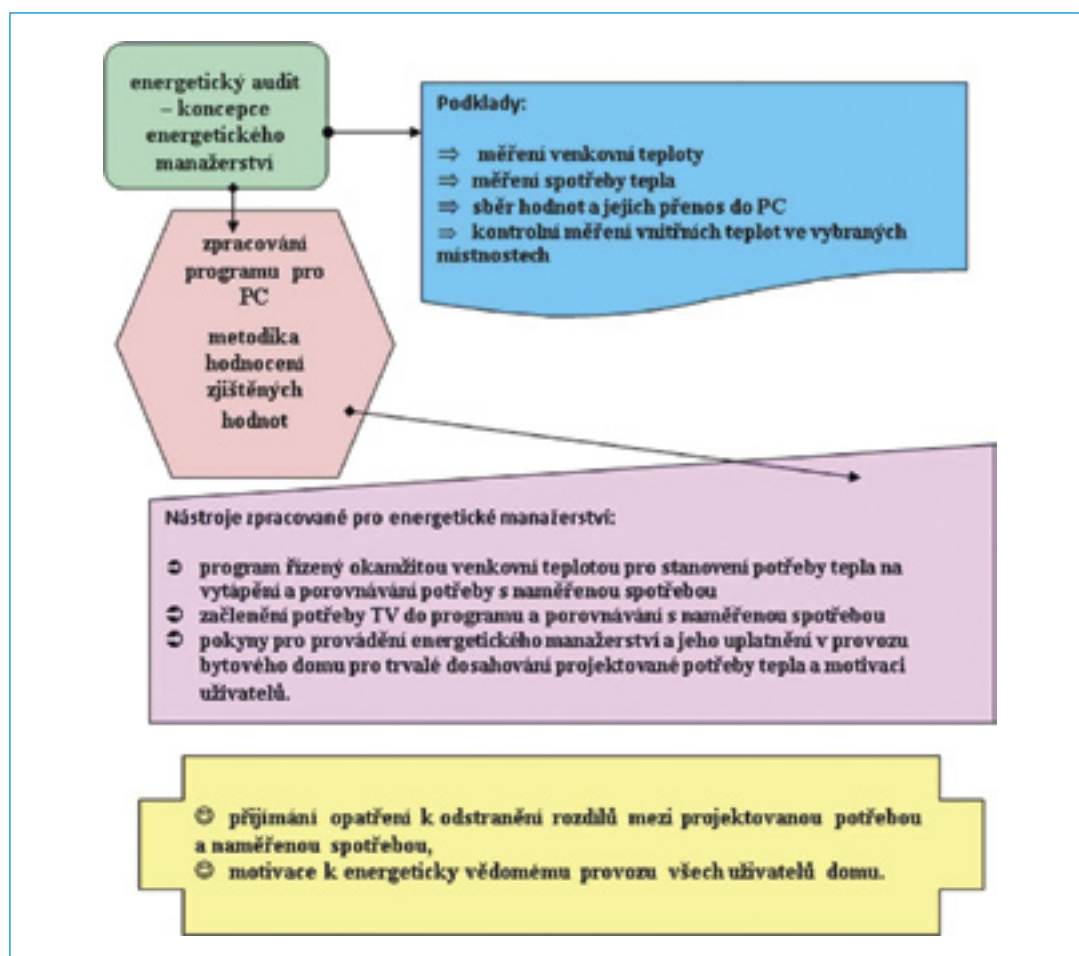 energetický audit
– koncepce
energetického
manažerství
Podklady:
⇒ měření venkovní teploty
⇒ měření spotřeby tepla
⇒ sběr hodnot a jejich přenos do PC
⇒ kontrolní měření vnitřních teplot ve vybraných
místnostech
zpracování
programu pro
PC
metodika
hodnocení
zjištěných
hodnot
Nástroje zpracované pro energetické manažerství:
➲ program řízený okamžitou venkovní teplotou pro stanovení potřeby tepla na
vytápění a porovnávání potřeby s naměřenou spotřebou
➲ začlenění potřeby TV do programu a porovnávání s naměřenou spotřebou
➲ pokyny pro provádění energetického manažerství a jeho uplatnění v provozu
bytového domu pro trvalé dosahování projektované potřeby tepla a motivaci
uživatelů.
☺ přijímání opatření k odstranění rozdílů mezi projektovanou potřebou
a naměřenou spotřebou,
☺ motivace k energeticky vědomému provozu všech uživatelů domu.